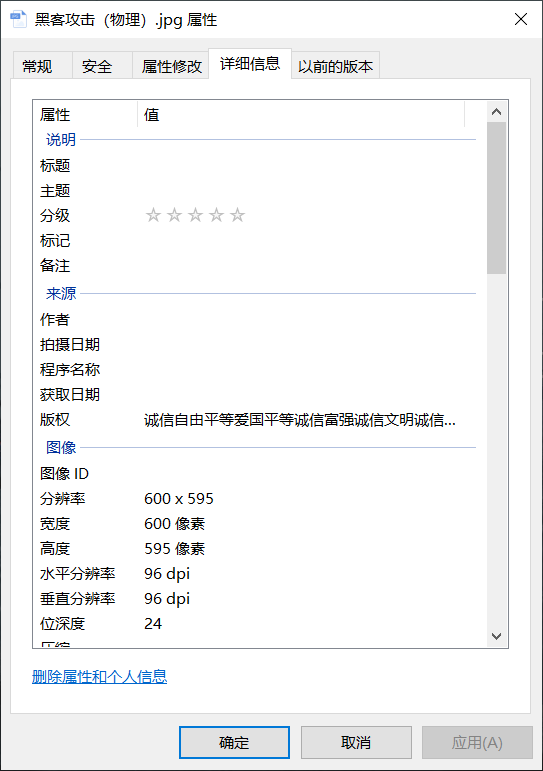 黑客攻击（物理）.jpg 属性
常规 安全 属性修改 详细信息 以前的版本
属性 值
说明
标题
主题
分级
标记
备注
来源
作者
拍摄日期
程序名称
获取日期
版权 诚信自由平等爱国平等诚信富强诚信文明诚信...
图像
图像 ID
分辨率 600 x 595
宽度 600 像素
高度 595 像素
水平分辨率 96 dpi
垂直分辨率 96 dpi
位深度 24
删除属性和个人信息
确定 取消 应用(A)